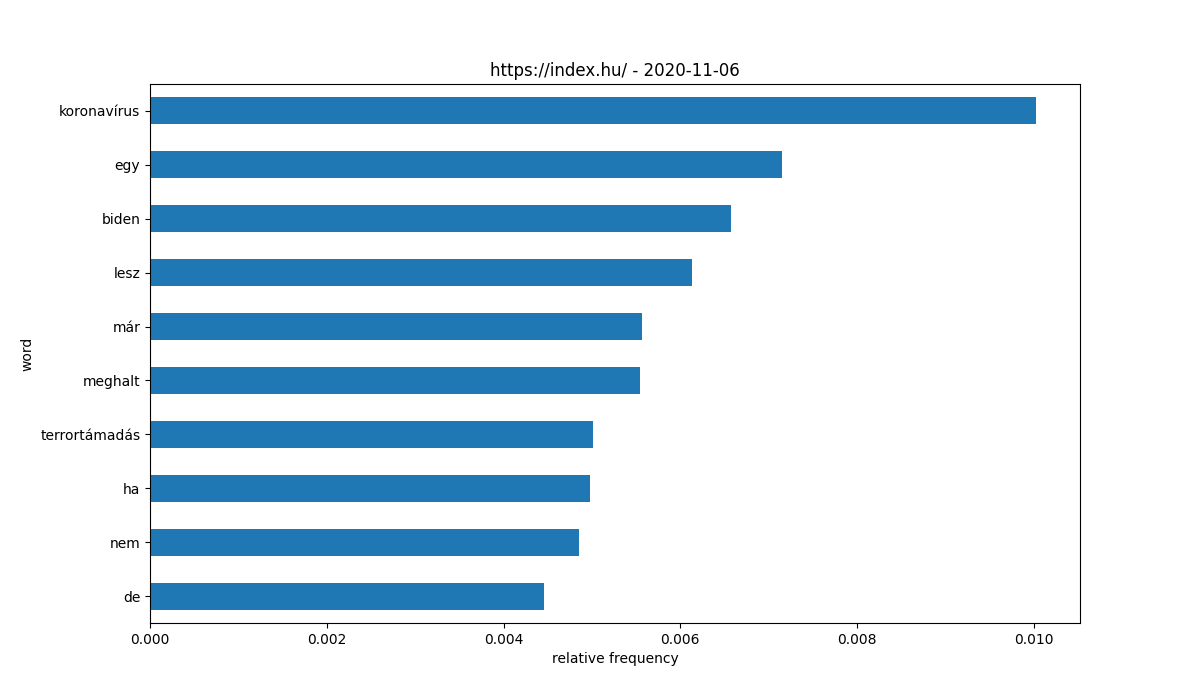 https://index.hu/ - 2020-11-06
koronavírus
egy
biden
lesz
már
meghalt
terrortámadás
ha
nem
de
word
0.000 0.002 0.004 0.006 0.008 0.010
relative frequency